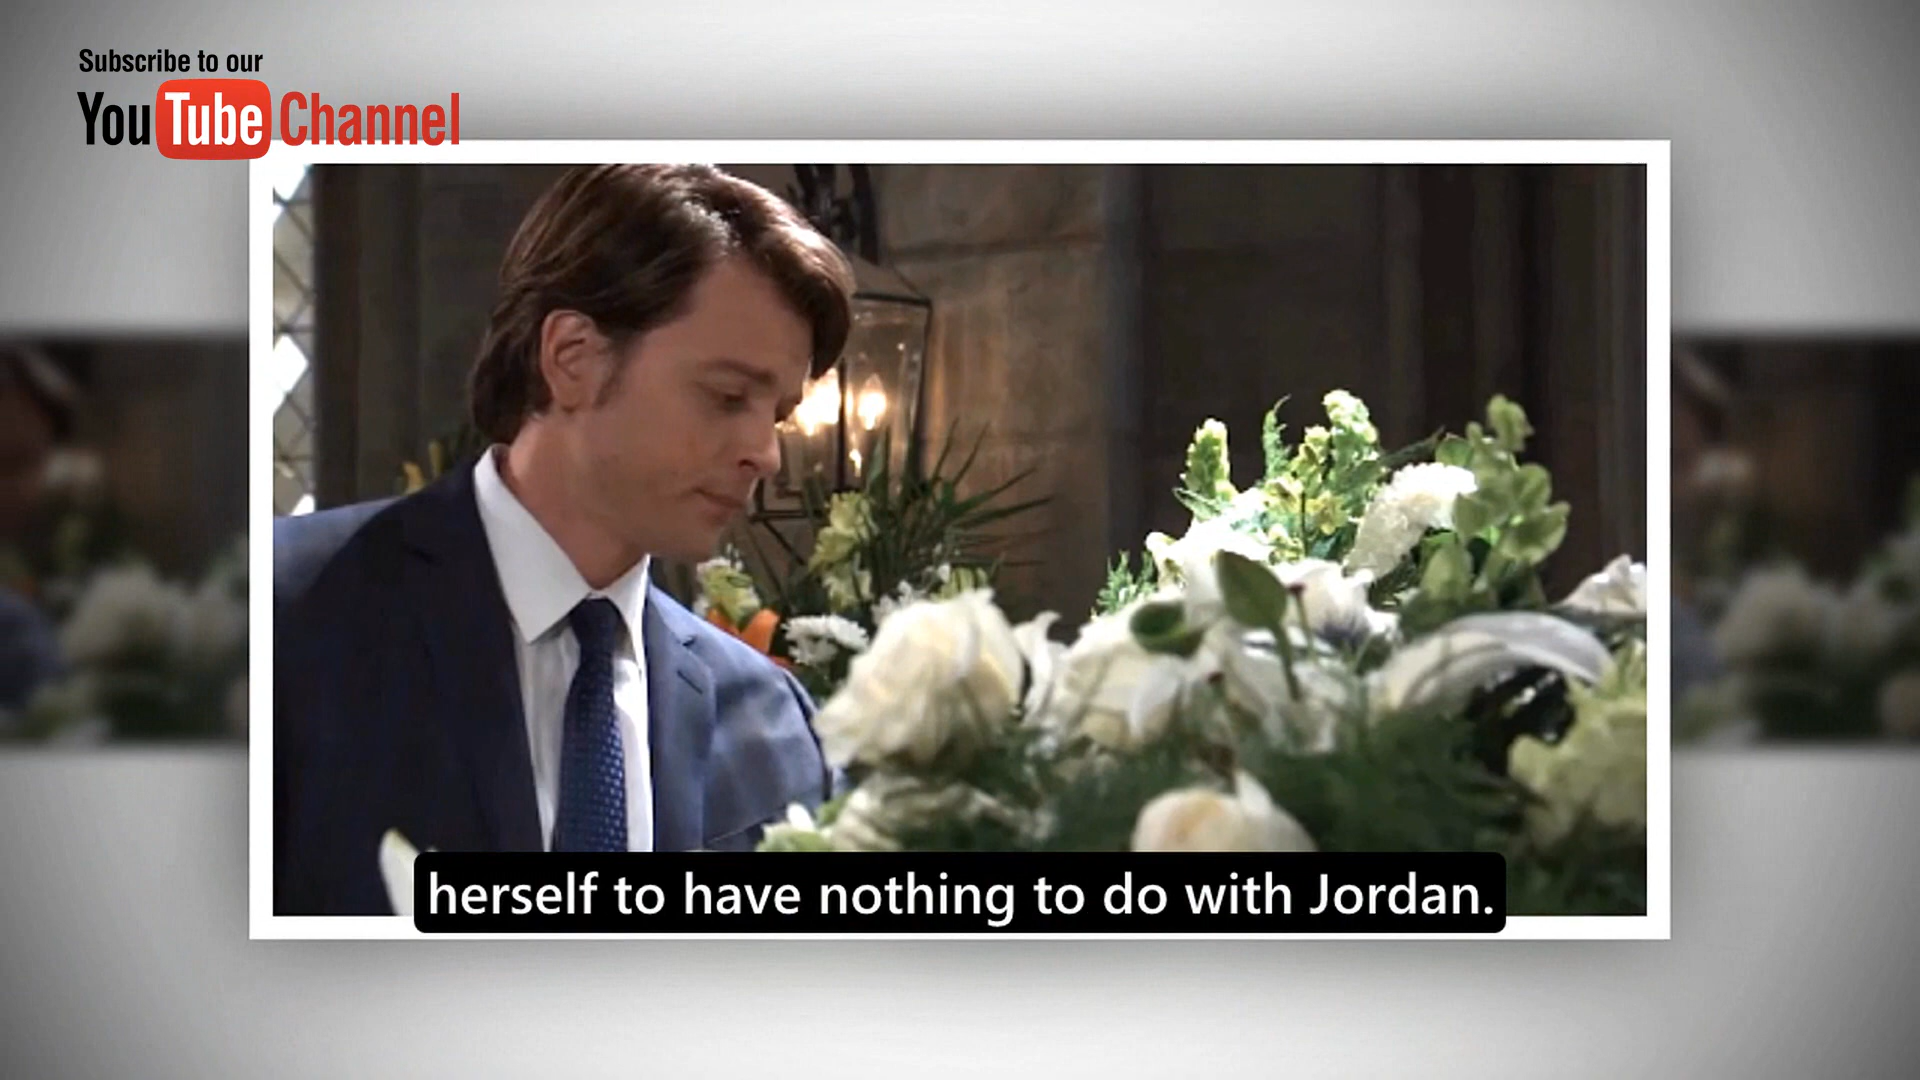 Subscribe to our
YouTube Channel
herself to have nothing to do with Jordan.